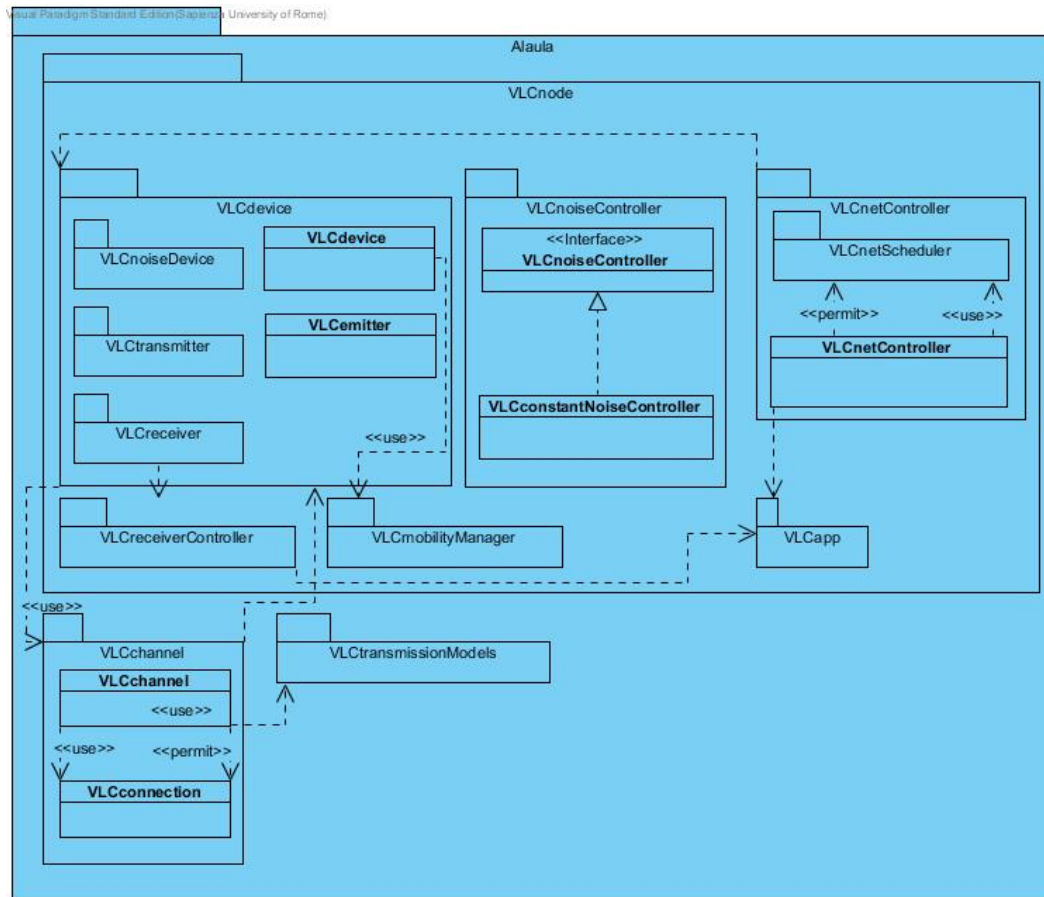 Visual Paradigm Standard Edition(Sapienza University of Rome)
Alaula
VLCnode
VLCdevice
VLCnoiseController
VLCnetController
VLCnoiseDevice
VLCdevice
<<Interface>>
VLCnoiseController
VLCnetScheduler
VLCtransmitter
VLCemitter
<<permit>>
<<use>>
VLCnetController
VLCreceiver
VLCconstantNoiseController
<<use>>
VLCreceiverController
VLCmobilityManager
VLCapp
<<use>>
VLCchannel
VLCtransmissionModels
VLCchannel
<<use>>
<<use>>
<<permit>>
VLCconnection